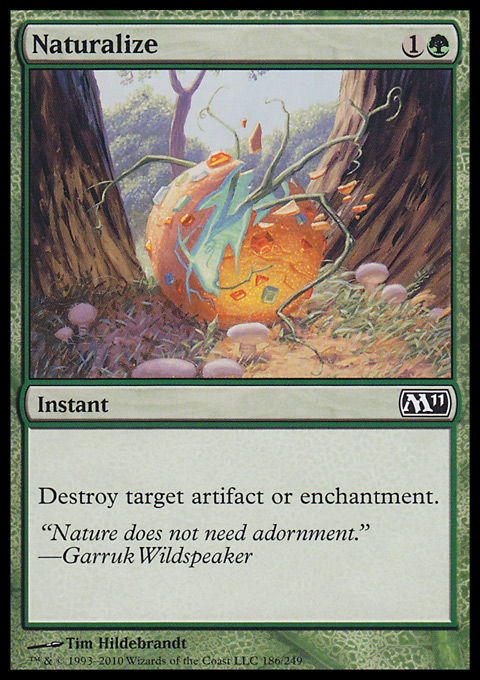 Naturalize 1
Instant M11
Destroy target artifact or enchantment.
“Nature does not need adornment.”
—Garruk Wildspeaker
Tim Hildebrandt
™ & © 1993–2010 Wizards of the Coast LLC 186/249